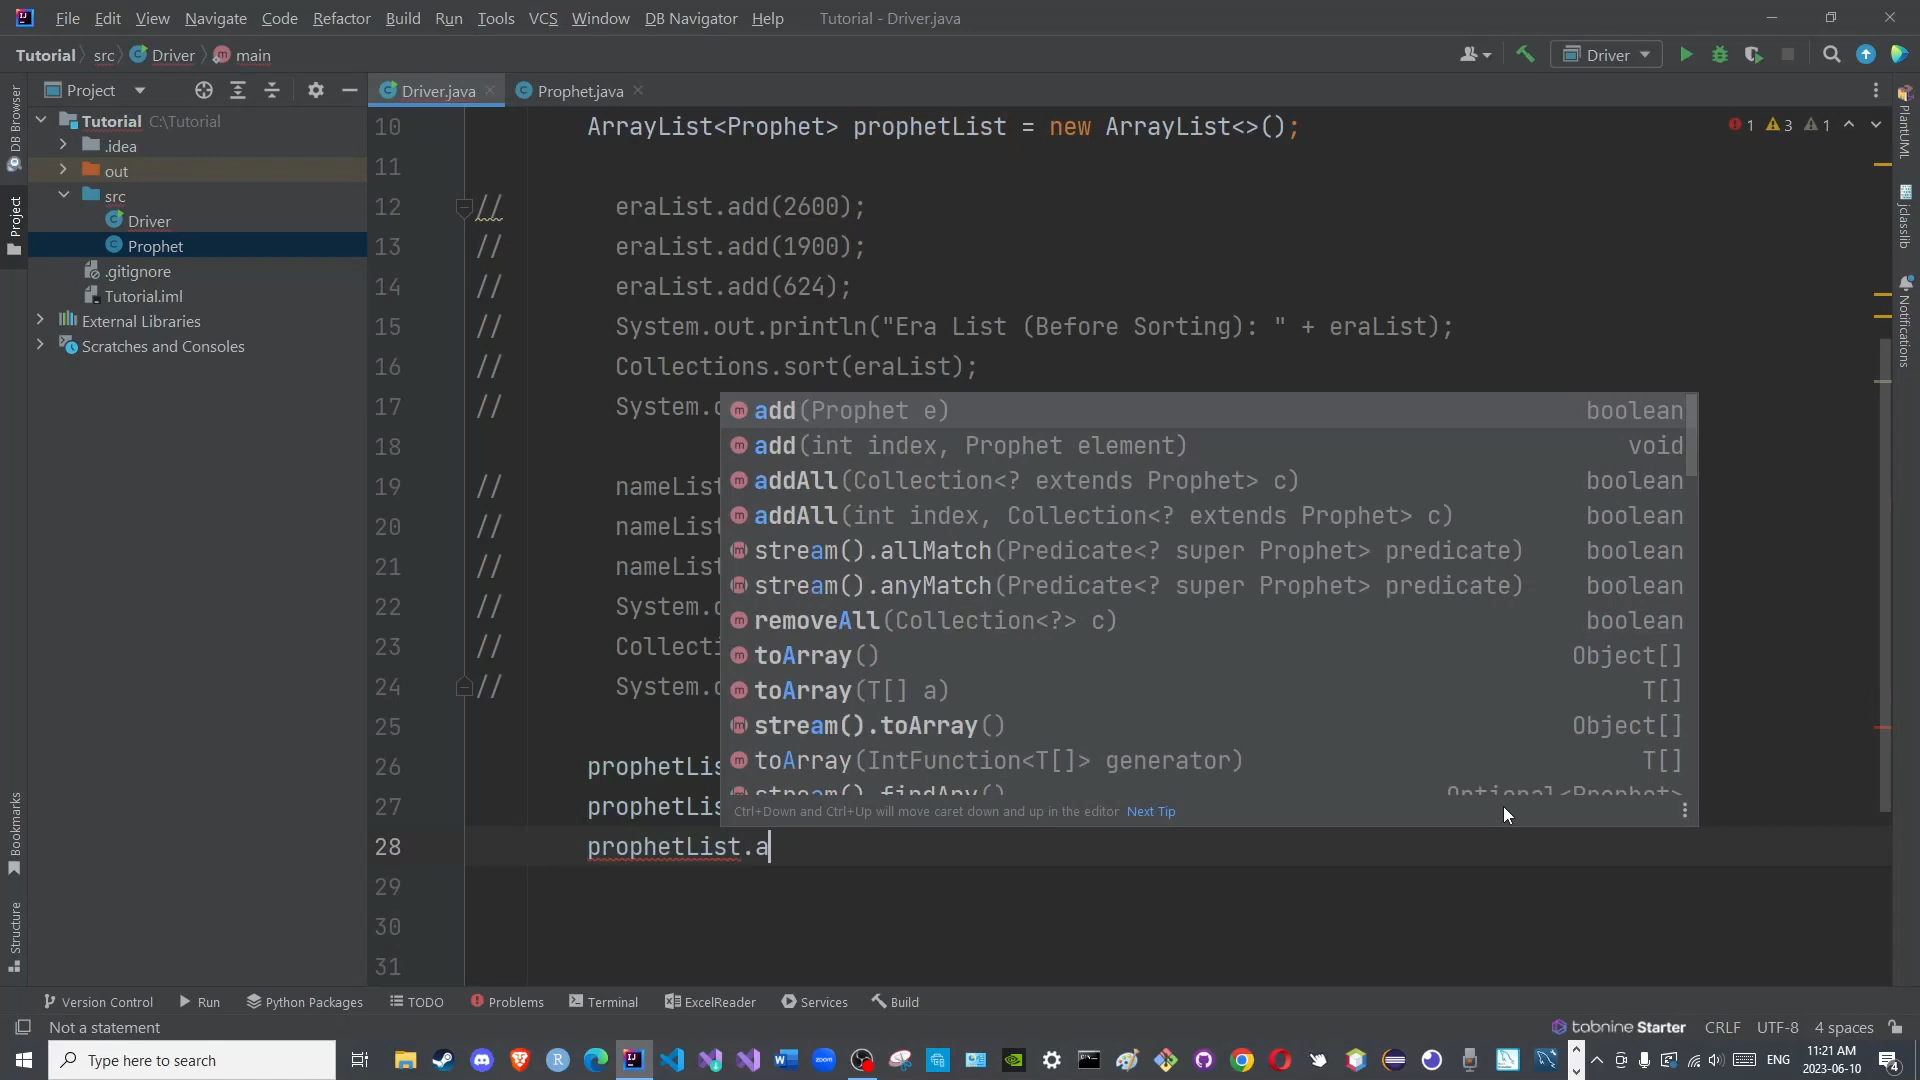 File Edit View Navigate Code Refactor Build Run Tools VCS Window DB Navigator Help Tutorial - Driver.java
Tutorial src Driver main Driver
Project Driver.java Prophet.java
DB Browser
Project
Bookmarks
Structure
Tutorial C:\Tutorial
.idea
out
src
Driver
Prophet
.gitignore
Tutorial.iml
External Libraries
Scratches and Consoles
10 ArrayList<Prophet> prophetList = new ArrayList<>(); 1 3 1
11
12 // eraList.add(2600);
13 // eraList.add(1900);
14 // eraList.add(624);
15 // System.out.println("Era List (Before Sorting): " + eraList);
16 // Collections.sort(eraList);
17 // System.o
18
19 // nameList
20 // nameList
21 // nameList
22 // System.o
23 // Collecti
24 // System.o
25
26 prophetLis
27 prophetLis
28 prophetList.a
29
30
31
add(Prophet e) boolean
add(int index, Prophet element) void
addAll(Collection<? extends Prophet> c) boolean
addAll(int index, Collection<? extends Prophet> c) boolean
stream().allMatch(Predicate<? super Prophet> predicate) boolean
stream().anyMatch(Predicate<? super Prophet> predicate) boolean
removeAll(Collection<?> c) boolean
toArray() Object[]
toArray(T[] a) T[]
stream().toArray() Object[]
toArray(IntFunction<T[]> generator) T[]
stream().findAny() Optional<Prophet>
Ctrl+Down and Ctrl+Up will move caret down and up in the editor Next Tip
PlantUML
jclasslib
Notifications
Version Control Run Python Packages TODO Problems Terminal ExcelReader Services Build
Not a statement tabnine Starter CRLF UTF-8 4 spaces
Type here to search ENG 11:21 AM
2023-06-10 4